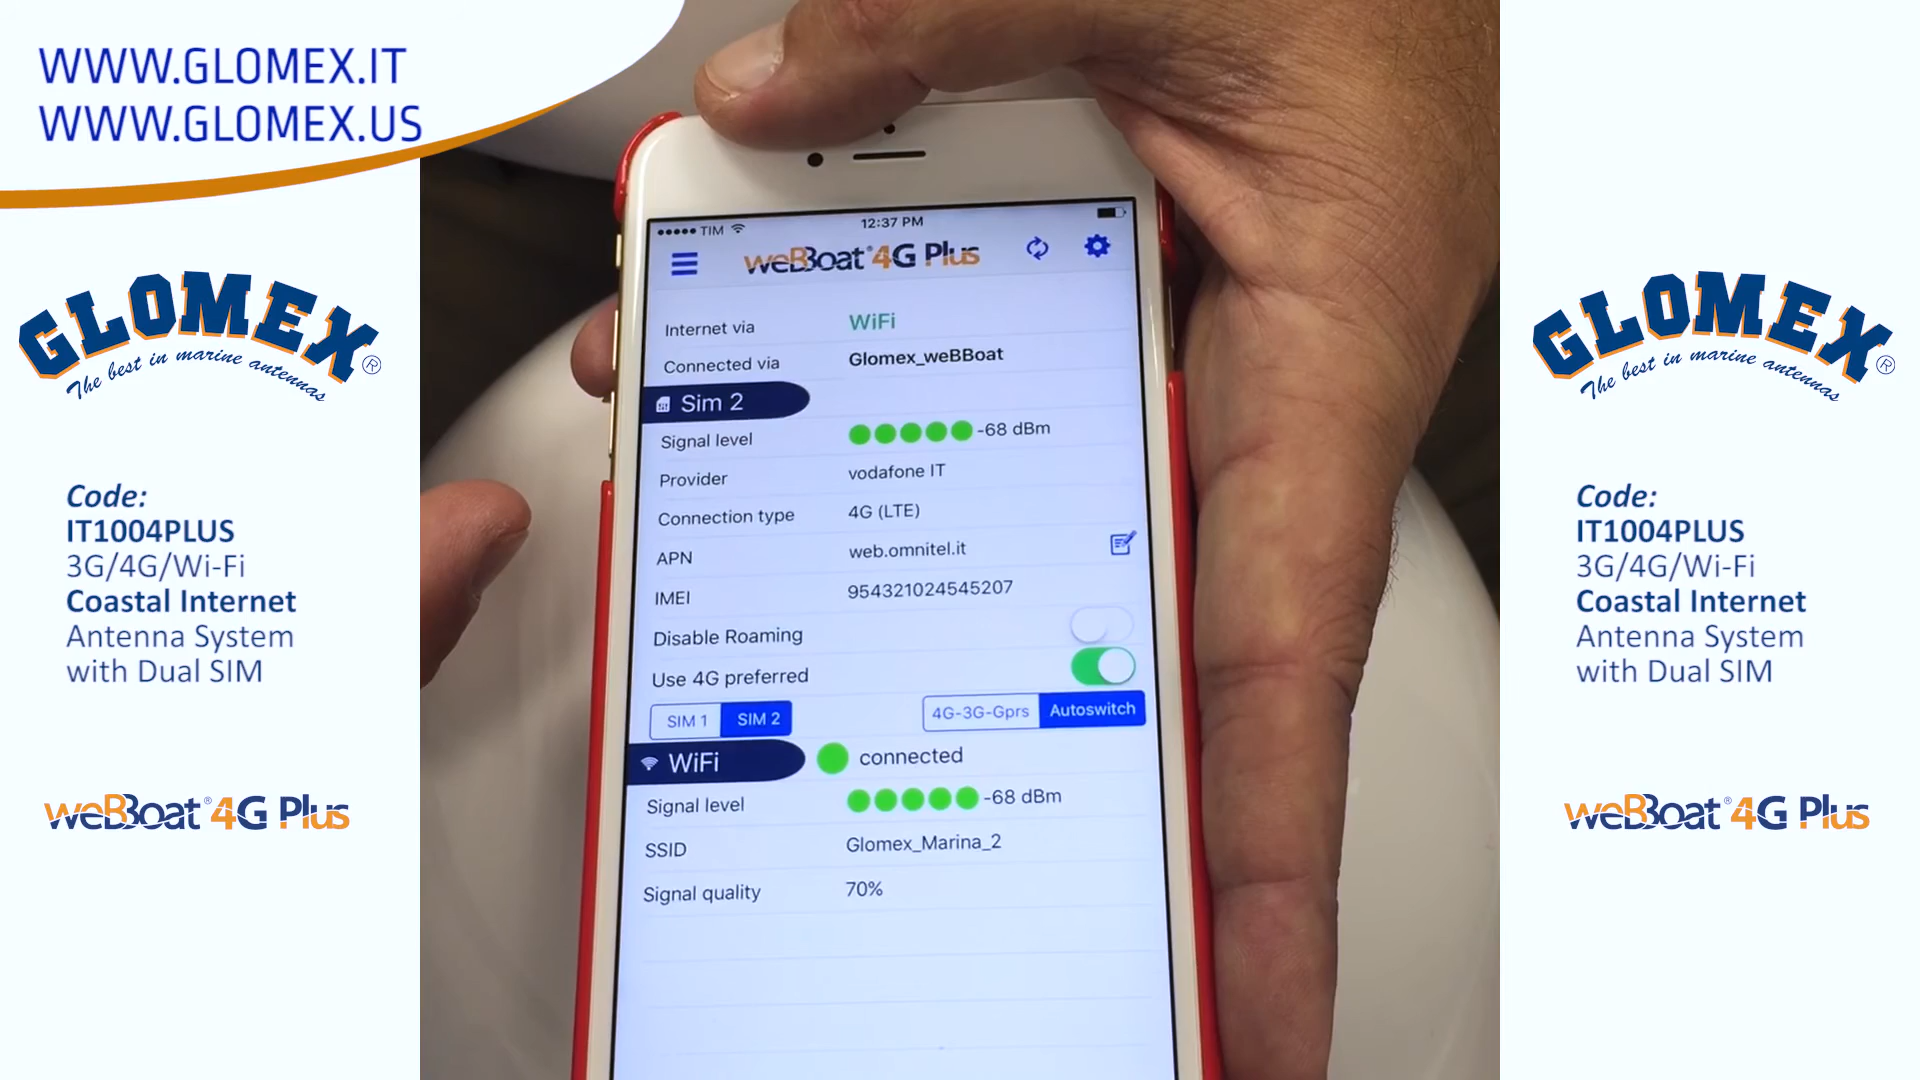 WWW.GLOMEX.IT
WWW.GLOMEX.US
GLOMEX®
The best in marine antennas
Code:
IT1004PLUS
3G/4G/Wi-Fi
Coastal Internet
Antenna System
with Dual SIM
weBBoat® 4G Plus
TIM 12:37 PM
weBBoat® 4G Plus
Internet via WiFi
Connected via Glomex_weBBoat
Sim 2
Signal level -68 dBm
Provider vodafone IT
Connection type 4G (LTE)
APN web.omnitel.it
IMEI 954321024545207
Disable Roaming
Use 4G preferred
SIM 1 SIM 2 4G-3G-Gprs Autoswitch
WiFi connected
Signal level -68 dBm
SSID Glomex_Marina_2
Signal quality 70%
GLOMEX®
The best in marine antennas
Code:
IT1004PLUS
3G/4G/Wi-Fi
Coastal Internet
Antenna System
with Dual SIM
weBBoat® 4G Plus